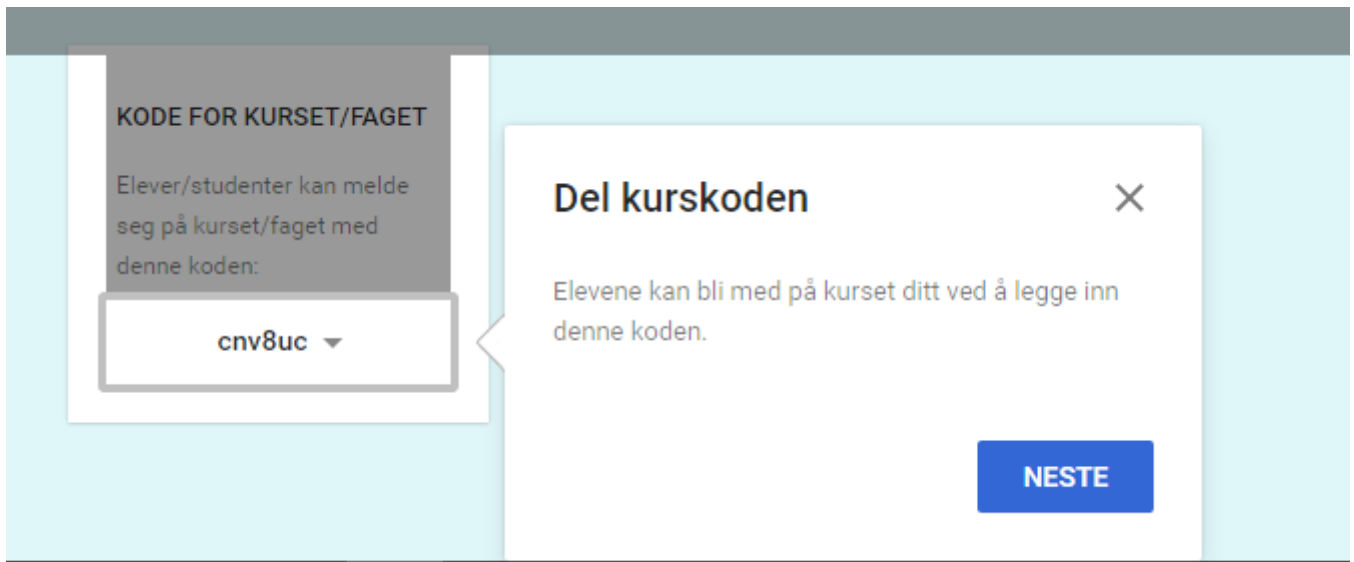 KODE FOR KURSET/FAGET
Elever/studenter kan melde
seg på kurset/faget med
denne koden:
cnv8uc
Del kurskoden
Elevene kan bli med på kurset ditt ved å legge inn
denne koden.
NESTE